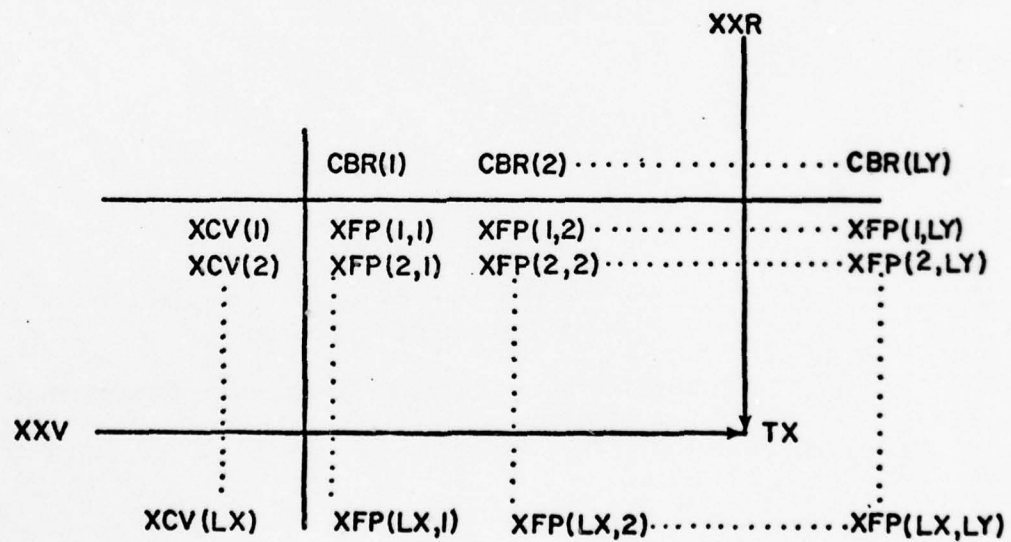 XXR
CBR(1) CBR(2)..................CBR(LY)
XCV(1) XFP(1,1) XFP(1,2)..................XFP(1,LY)
XCV(2) XFP(2,1) XFP(2,2)..................XFP(2,LY)
XXV TX
XCV(LX) XFP(LX,1) XFP(LX,2)..................XFP(LX,LY)